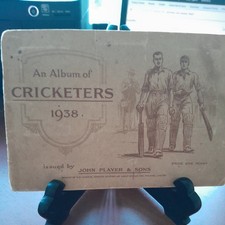 An Album of
CRICKETERS
1938.
Issued by
JOHN PLAYER & SONS